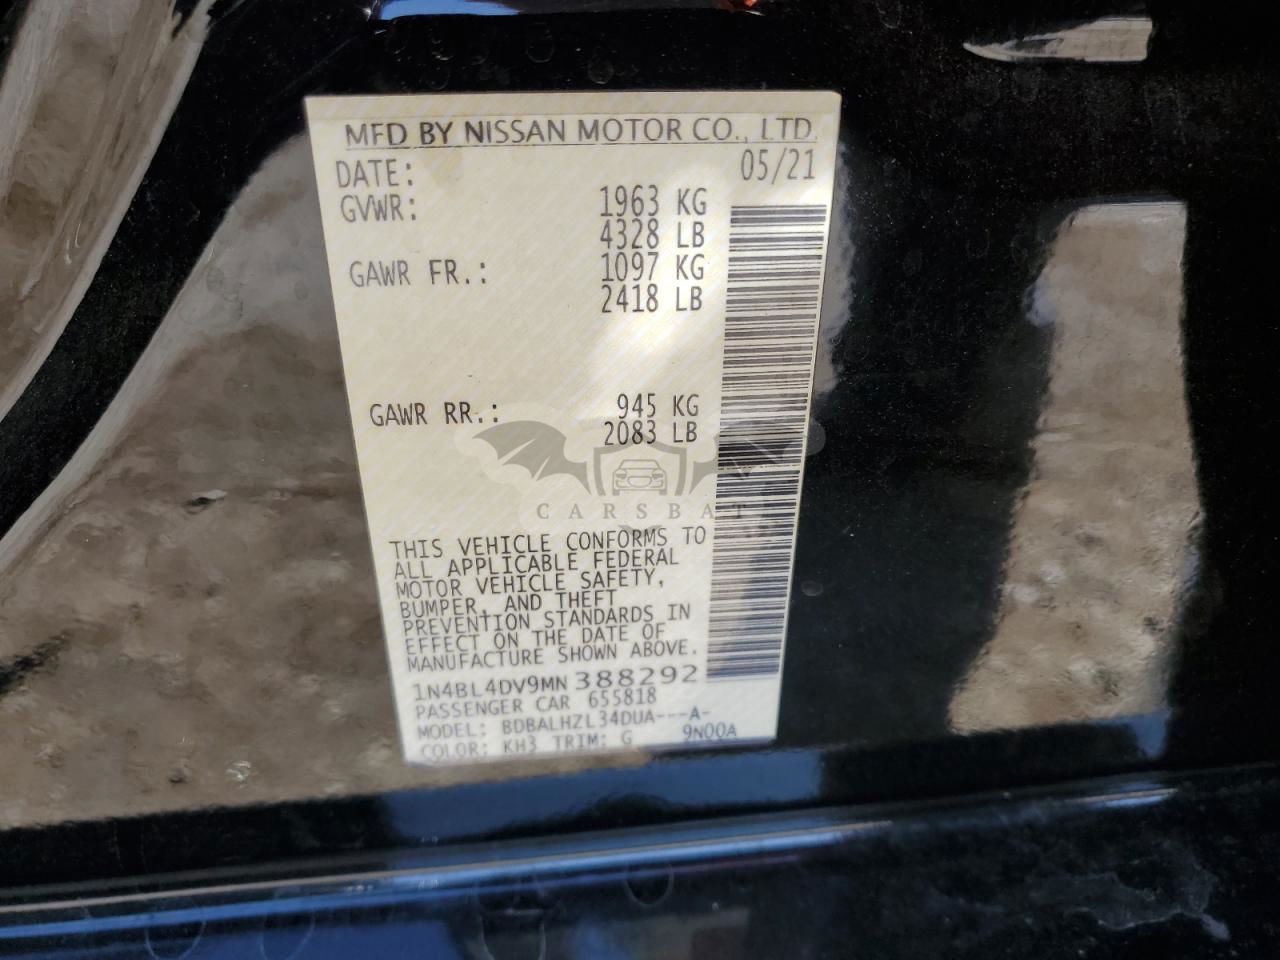 MFD BY NISSAN MOTOR CO., LTD.
DATE: 05/21
GVWR: 1963 KG
4328 LB
GAWR FR.: 1097 KG
2418 LB
GAWR RR.: 945 KG
2083 LB
CARSBAT
THIS VEHICLE CONFORMS TO
ALL APPLICABLE FEDERAL
MOTOR VEHICLE SAFETY,
BUMPER, AND THEFT
PREVENTION STANDARDS IN
EFFECT ON THE DATE OF
MANUFACTURE SHOWN ABOVE.
1N4BL4DV9MN388292
PASSENGER CAR 655818
MODEL: BDBALHZL34DUA---A-
COLOR: KH3 TRIM: G 9N00A